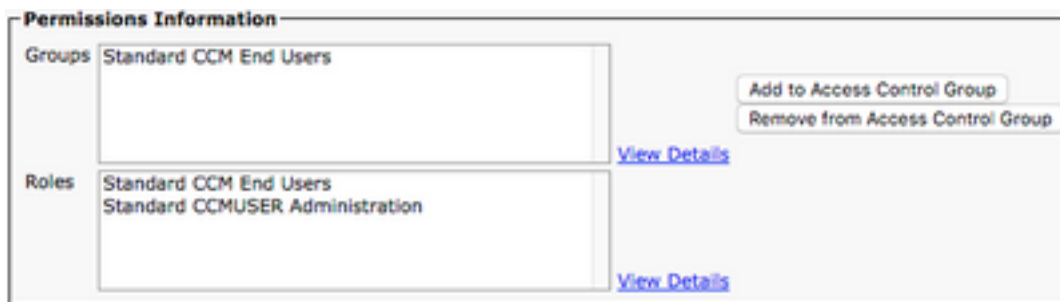 Permissions Information
Groups Standard CCM End Users
Add to Access Control Group
Remove from Access Control Group
View Details
Roles Standard CCM End Users
Standard CCMUSER Administration
View Details